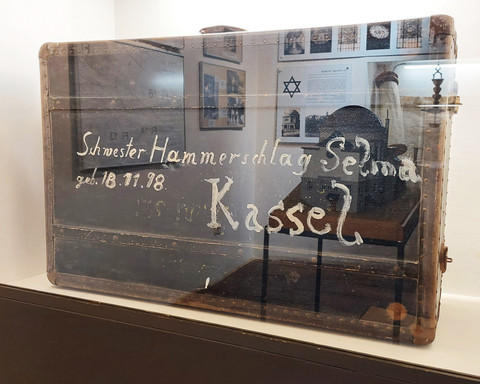 Schwester Hammerschlag Selma
geb. 18.11.98.
Kassel